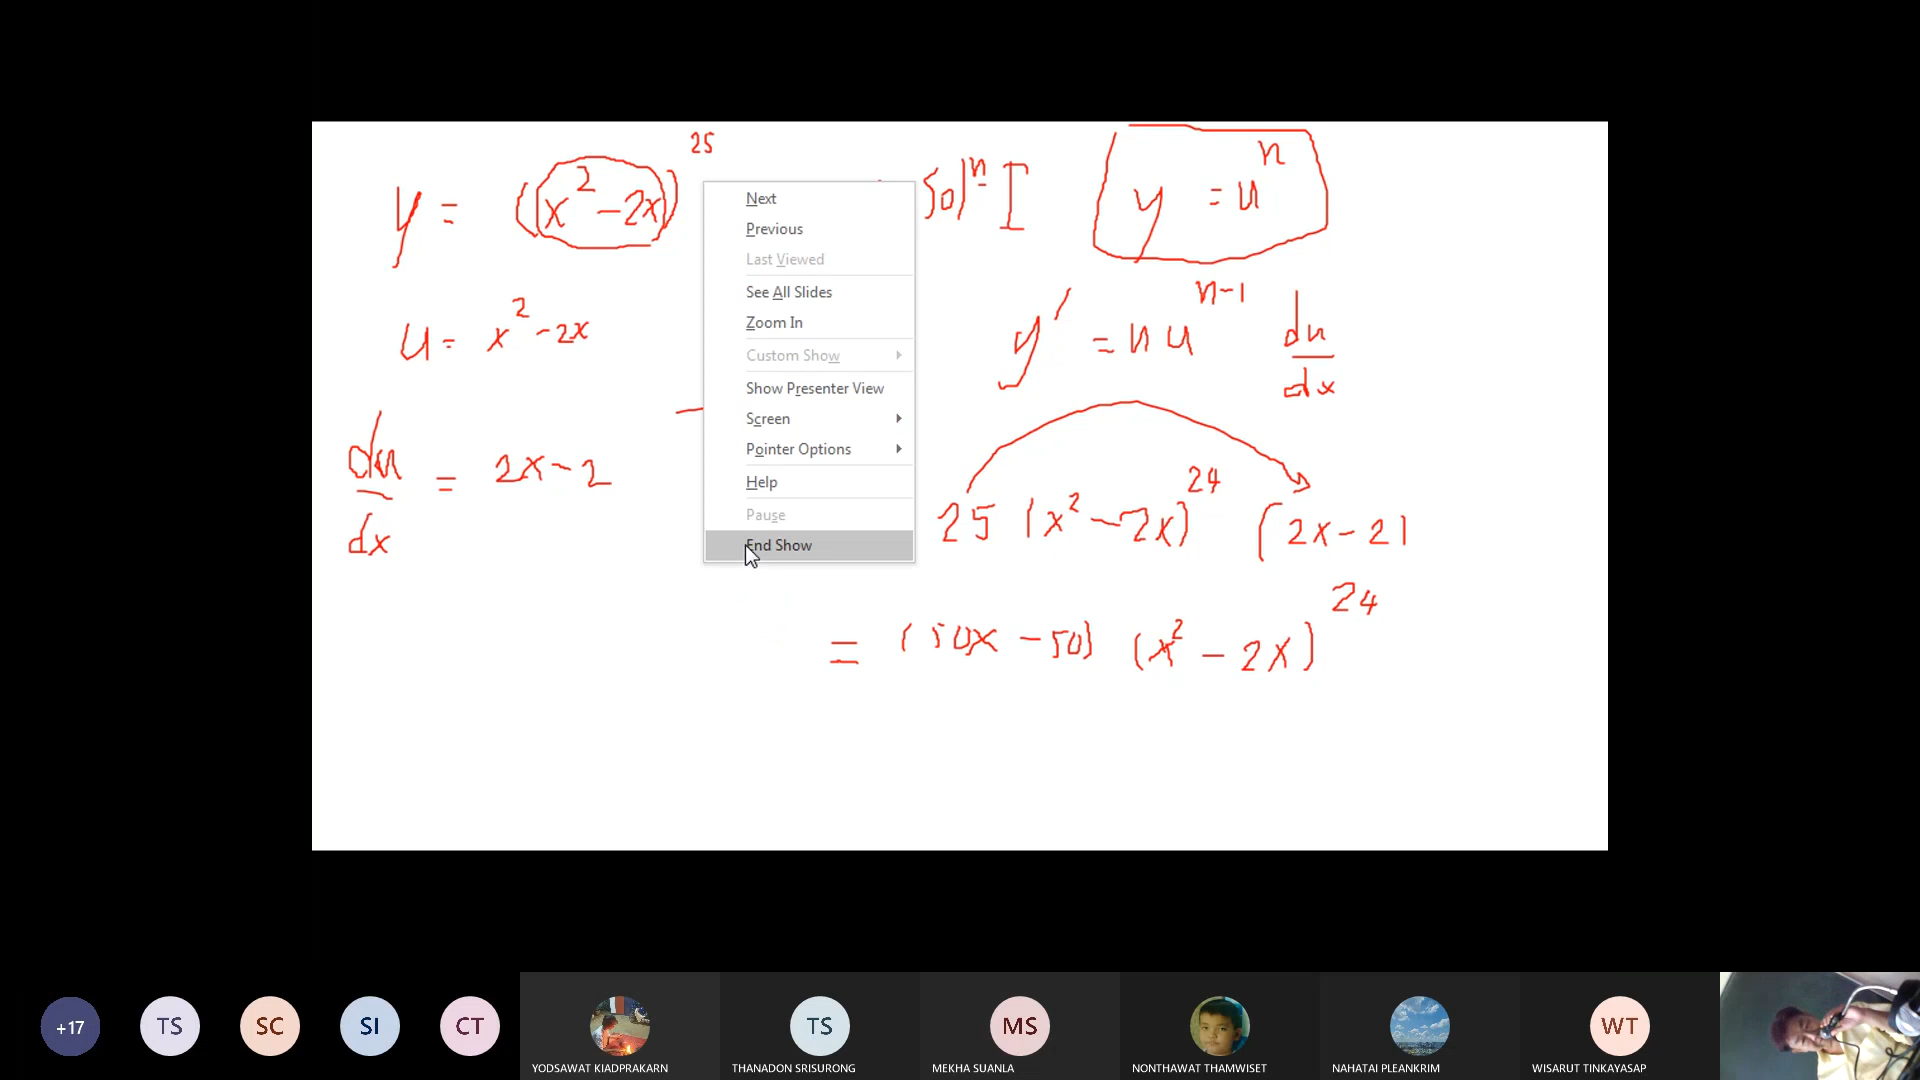 y = ((x² - 2x))²⁵
solⁿ I
y = uⁿ
u = x² - 2x
y′ = n uⁿ⁻¹ du/dx
du/dx = 2x - 2
25 (x² - 2x)²⁴ (2x - 2)
= (50x - 50) (x² - 2x)²⁴
Next
Previous
Last Viewed
See All Slides
Zoom In
Custom Show
Show Presenter View
Screen
Pointer Options
Help
Pause
End Show
+17
TS
SC
SI
CT
TS
MS
WT
YODSAWAT KIADPRAKARN
THANADON SRISURONG
MEKHA SUANLA
NONTHAWAT THAMWISET
NAHATAI PLEANKRIM
WISARUT TINKAYASAP